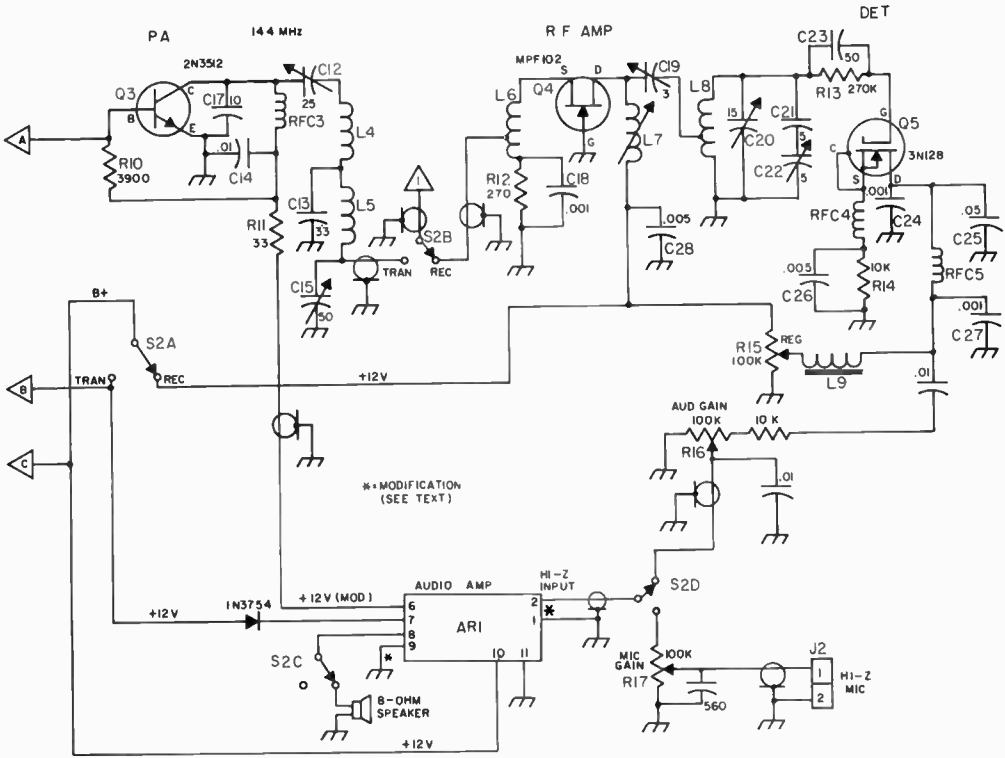 PA
144 MHz
RF AMP
DET
2N3512
MPF102
C23
50
Q3
C
B
E
C17
10
C12
25
RFC3
L4
.01
C14
R10
3900
A
R11
33
C13
33
L5
C15
50
TRAN
REC
S2B
1
L6
Q4
S
D
G
R12
270
C18
.001
C19
3
L7
L8
15
C20
C21
5
C22
5
R13
270K
Q5
G
3N128
C
S
D
.001
C24
.05
C25
RFC4
RFC5
.005
C28
.005
C26
10K
R14
.001
C27
B+
S2A
TRAN
REC
+12V
B
C
R15
100K
REG
L9
.01
AUD GAIN
100K
10 K
R16
.01
*=MODIFICATION
(SEE TEXT)
AUDIO AMP
HI-Z
INPUT
S2D
+12V (MOD)
1N3754
+12V
6
7
8
9
10
11
2
1
AR1
*
*
S2C
8-OHM
SPEAKER
+12V
MIC
GAIN
R17
100K
560
J2
1
2
HI-Z
MIC